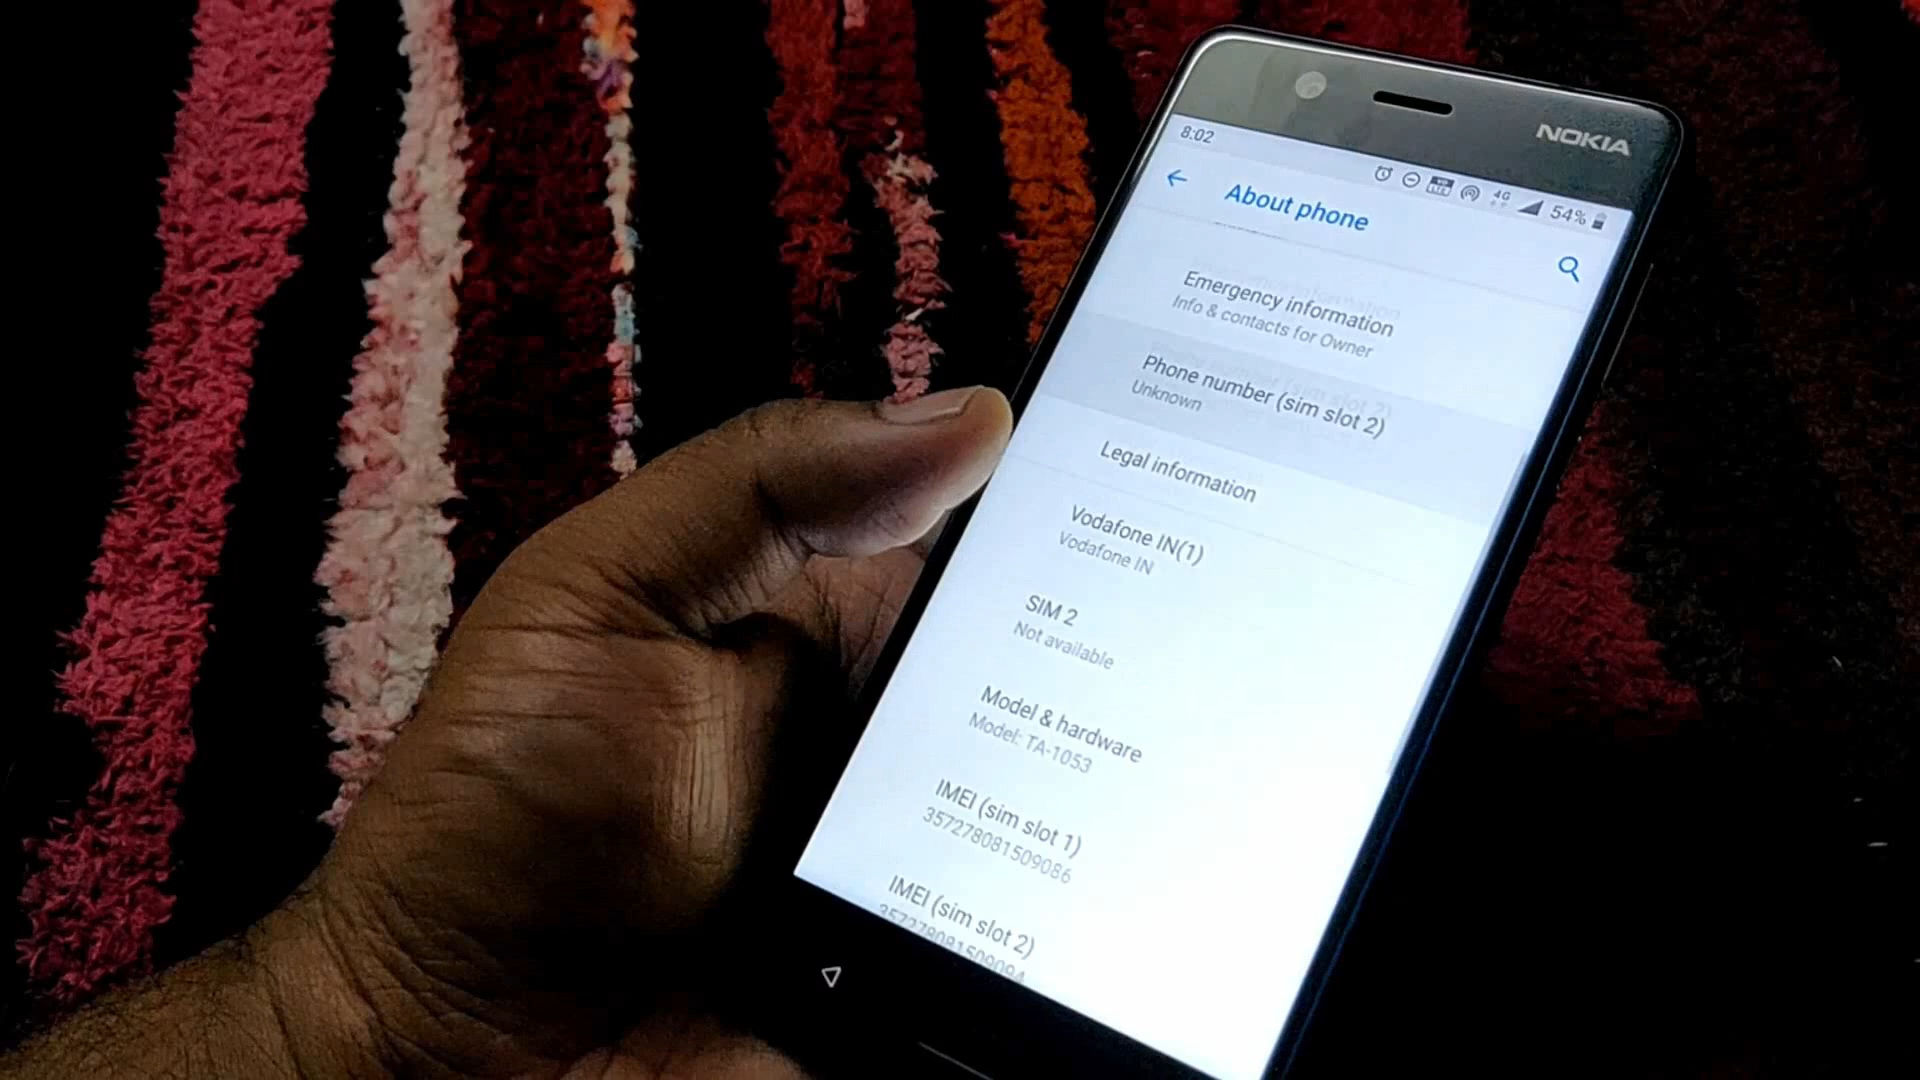 NOKIA
8:02
4G
54%
About phone
Emergency information
Info & contacts for Owner
Phone number (sim slot 2)
Unknown
Legal information
Vodafone IN(1)
Vodafone IN
SIM 2
Not available
Model & hardware
Model: TA-1053
IMEI (sim slot 1)
357278081509086
IMEI (sim slot 2)
357278081509094